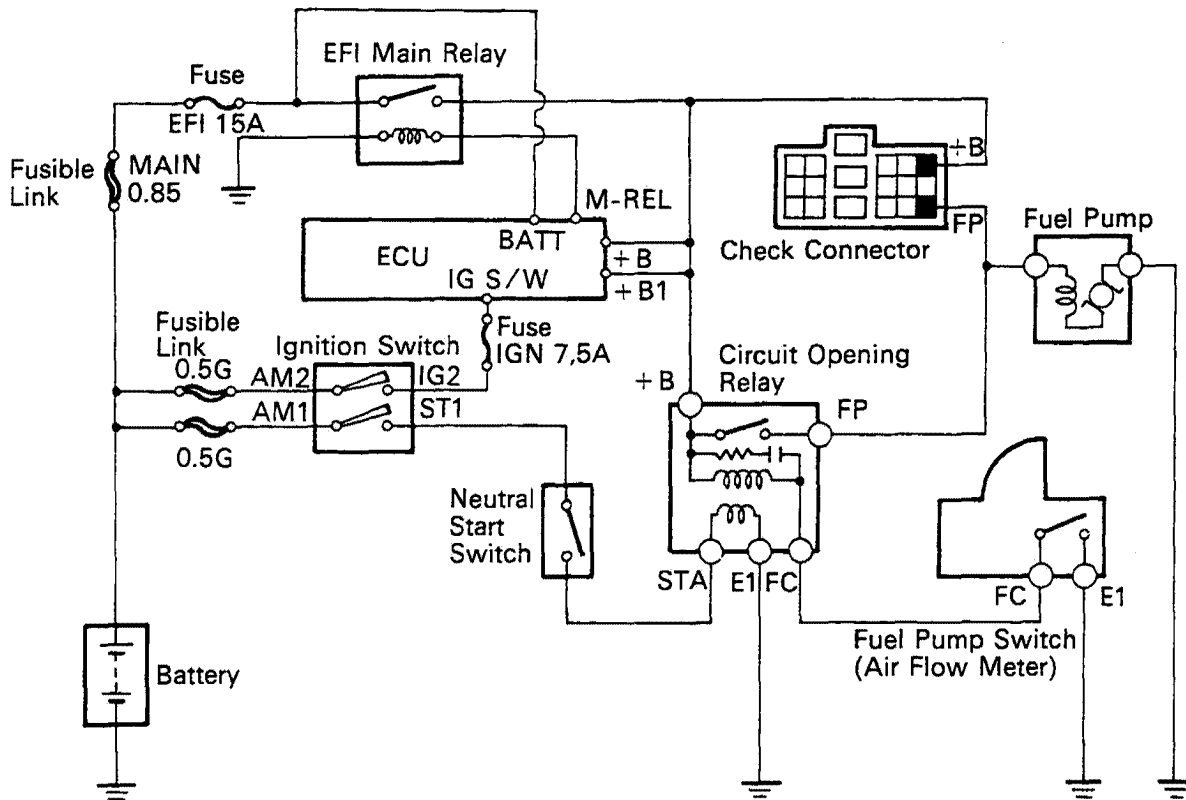 EFI Main Relay
Fuse
EFI 15A
Fusible
Link
MAIN
0.85
+B
FP
Check Connector
Fuel Pump
M-REL
BATT
ECU
+B
IG S/W
+B1
Fusible
Link
0.5G
Ignition Switch
Fuse
IGN 7,5A
AM2
IG2
AM1
ST1
0.5G
Circuit Opening
Relay
+B
FP
Neutral
Start
Switch
STA
E1
FC
FC
E1
Fuel Pump Switch
(Air Flow Meter)
Battery